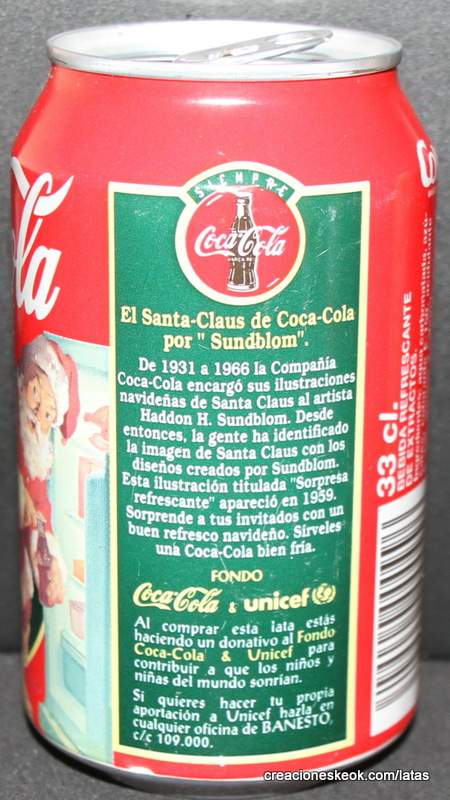 SIEMPRE
Coca-Cola
MARCA REG.
El Santa-Claus de Coca-Cola
por " Sundblom".
De 1931 a 1966 la Compañía
Coca-Cola encargó sus ilustraciones
navideñas de Santa Claus al artista
Haddon H. Sundblom. Desde
entonces, la gente ha identificado
la imagen de Santa Claus con los
diseños creados por Sundblom.
Esta ilustración titulada "Sorpresa
refrescante" apareció en 1959.
Sorprende a tus invitados con un
buen refresco navideño. Sírveles
una Coca-Cola bien fría.
FONDO
Coca-Cola & unicef
Al comprar esta lata estás
haciendo un donativo al Fondo
Coca-Cola & Unicef para
contribuir a que los niños y
niñas del mundo sonrían.
Si quieres hacer tu propia
aportación a Unicef hazla en
cualquier oficina de BANESTO,
c/c 109.000.
la
Co
33 cl.
BEBIDA REFRESCANTE
DE EXTRACTOS.
creacioneskeok.com/latas